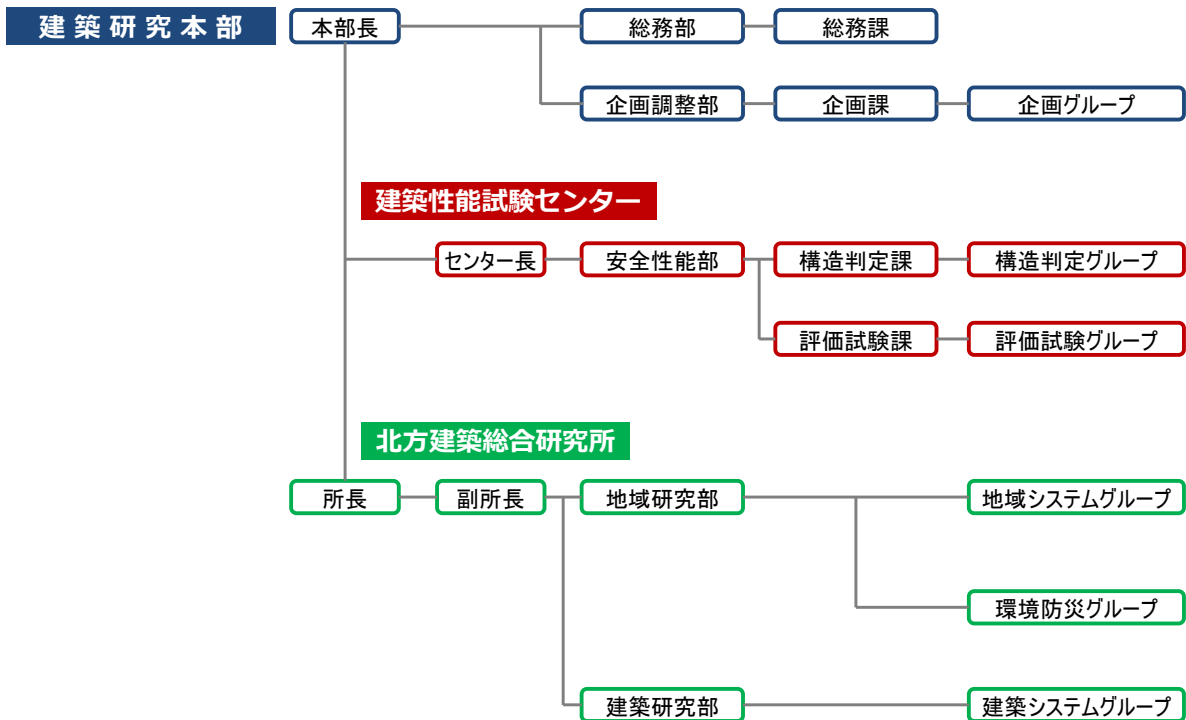 建築研究本部
本部長
総務部
総務課
企画調整部
企画課
企画グループ
建築性能試験センター
センター長
安全性能部
構造判定課
構造判定グループ
評価試験課
評価試験グループ
北方建築総合研究所
所長
副所長
地域研究部
地域システムグループ
環境防災グループ
建築研究部
建築システムグループ